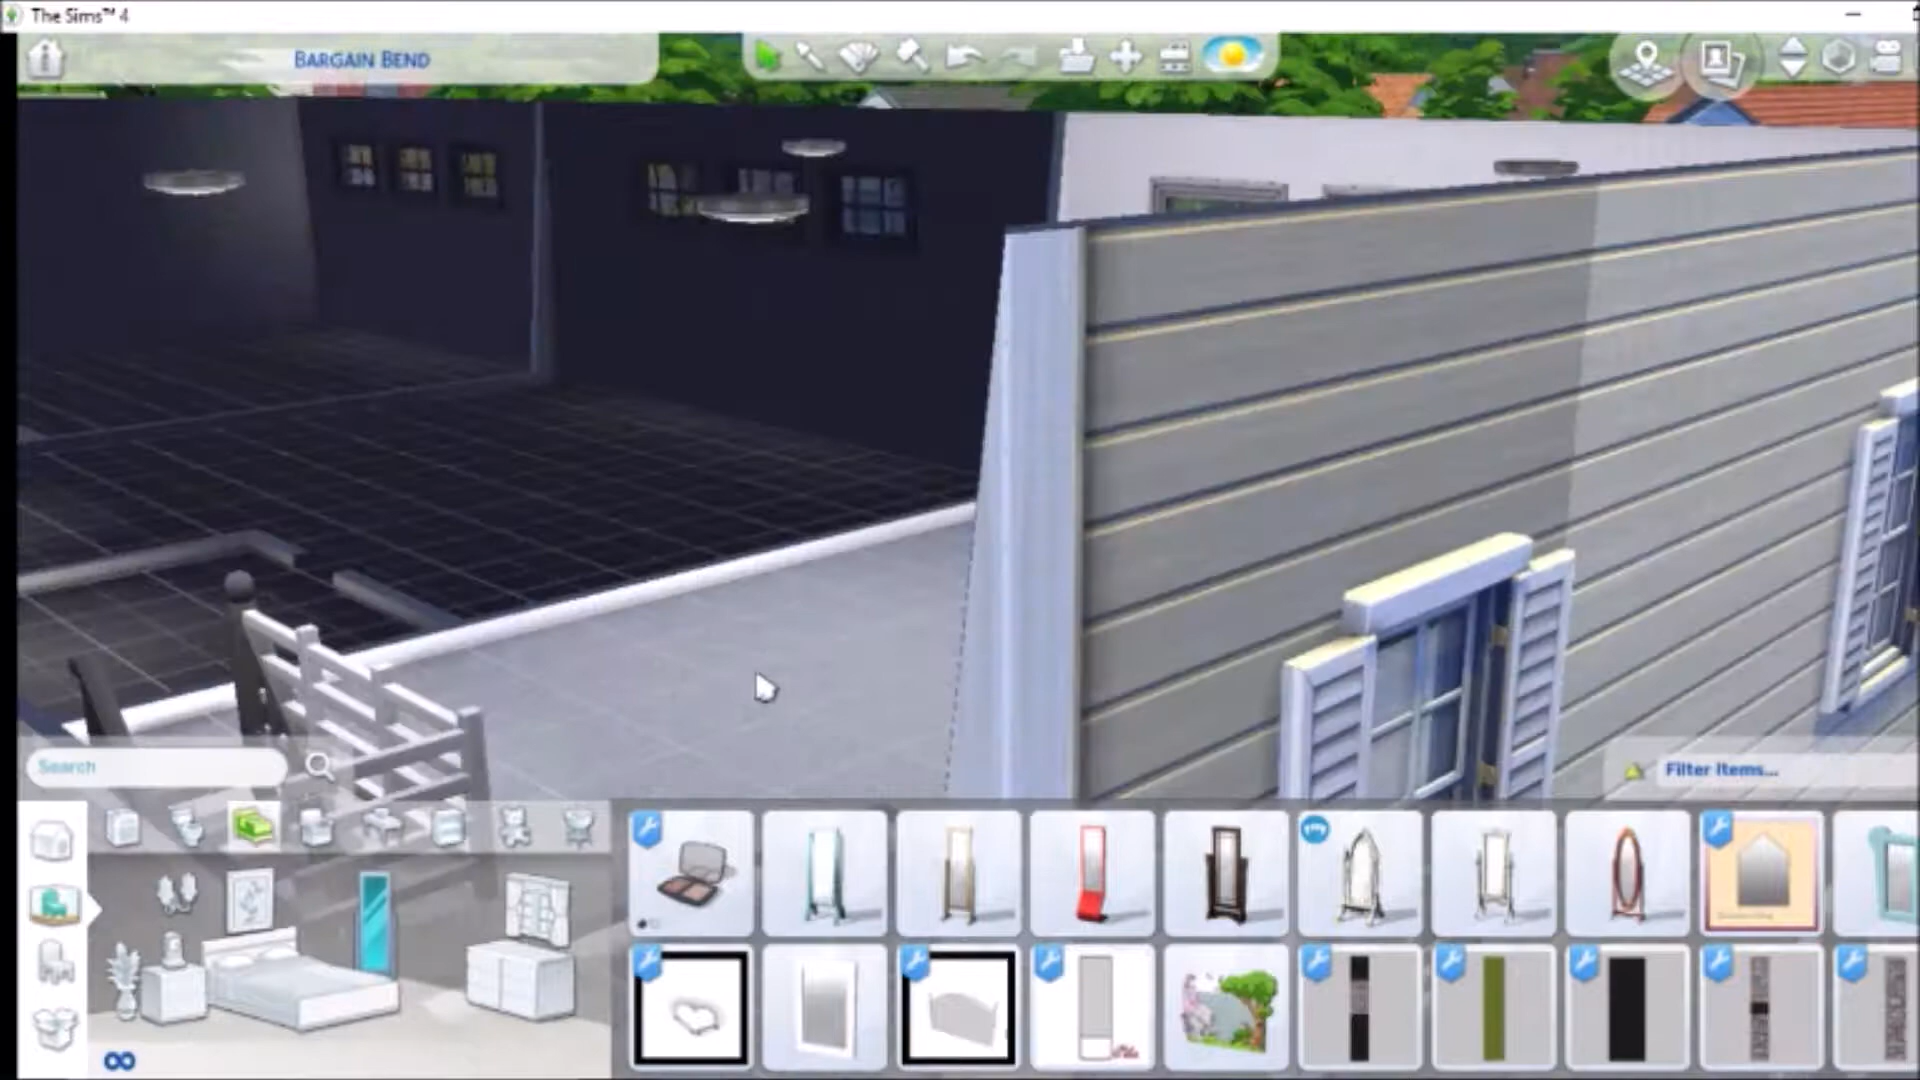 The Sims™ 4
BARGAIN BEND
Search
Filter Items...